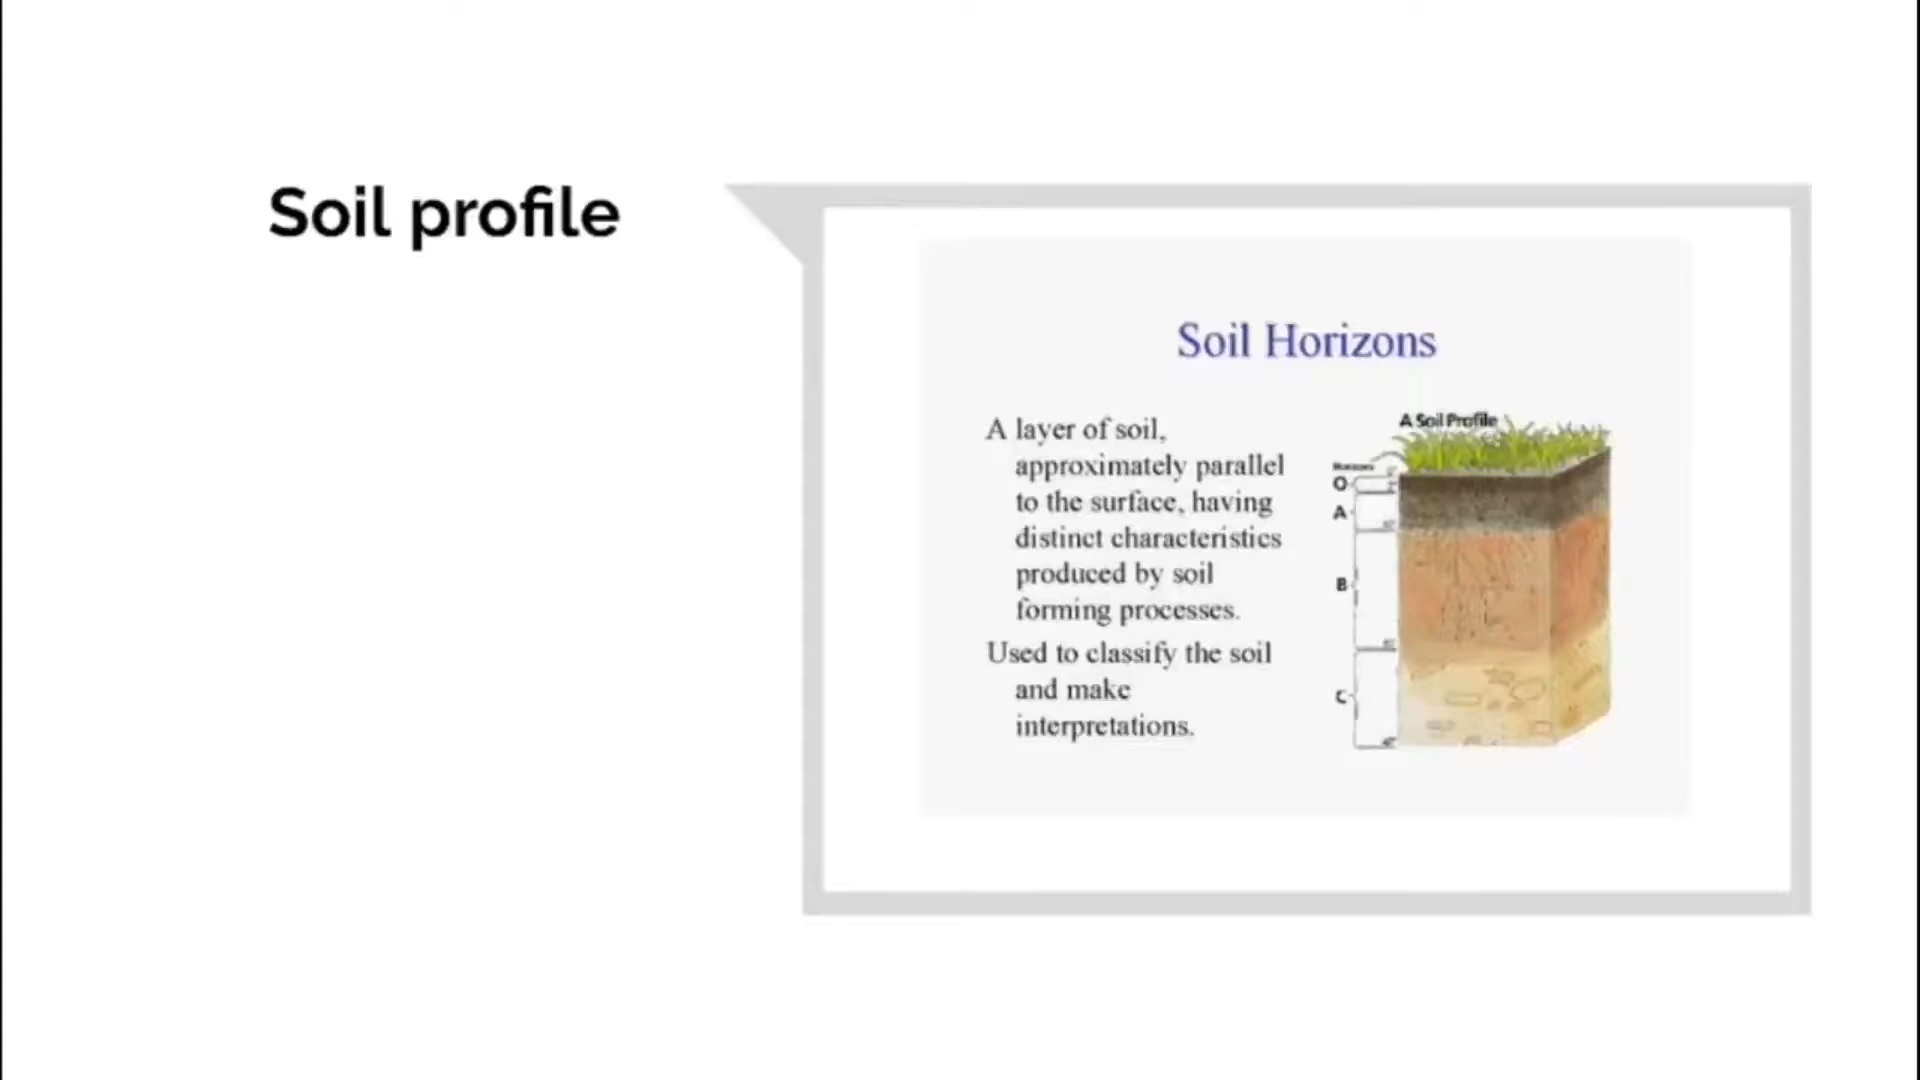 Soil profile
Soil Horizons
A layer of soil,
approximately parallel
to the surface, having
distinct characteristics
produced by soil
forming processes.
Used to classify the soil
and make
interpretations.
A Soil Profile
Horizons
O
A
B
C